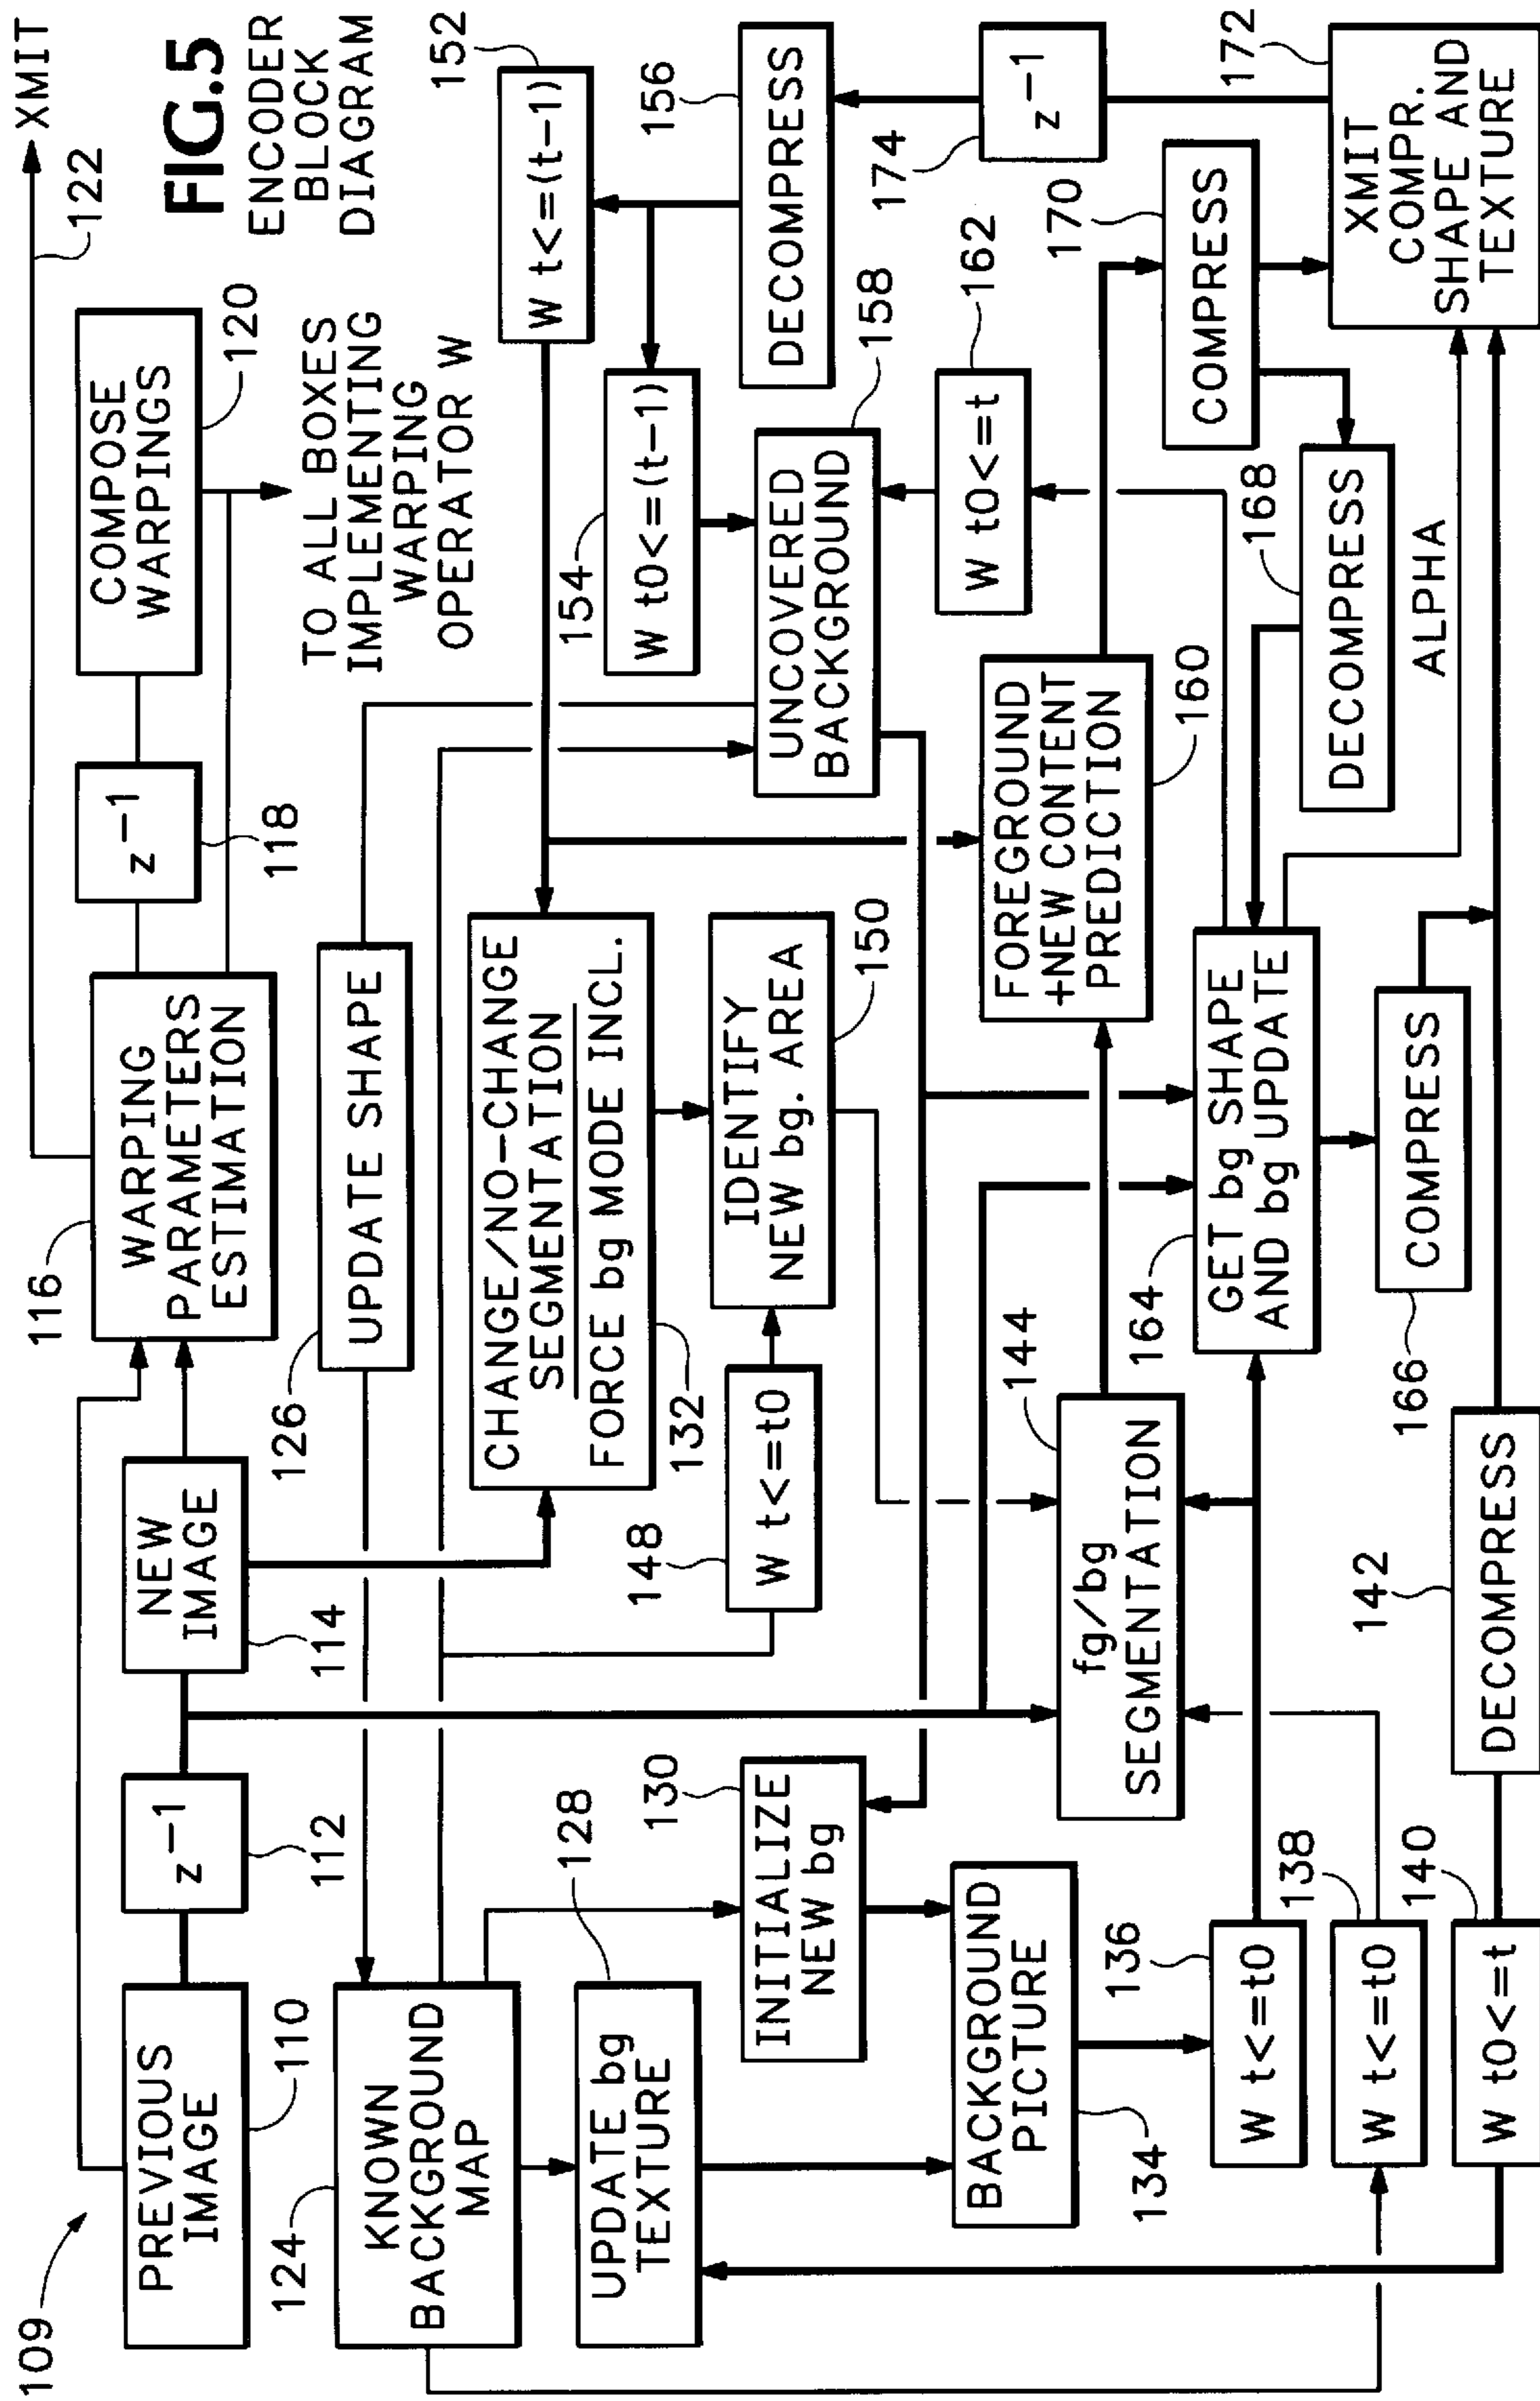 109
PREVIOUS
IMAGE
110
z⁻¹
112
NEW
IMAGE
114
116
WARPING
PARAMETERS
ESTIMATION
z⁻¹
118
COMPOSE
WARPINGS
120
122
XMIT
FIG.5
ENCODER
BLOCK
DIAGRAM
TO ALL BOXES
IMPLEMENTING
WARPING
OPERATOR W
124
KNOWN
BACKGROUND
MAP
126
UPDATE SHAPE
128
UPDATE bg
TEXTURE
130
INITIALIZE
NEW bg
CHANGE/NO-CHANGE
SEGMENTATION
FORCE bg MODE INCL.
132
148
W t<=t0
IDENTIFY
NEW bg. AREA
150
152
W t<=(t-1)
154
W t0<=(t-1)
156
DECOMPRESS
UNCOVERED
BACKGROUND
158
BACKGROUND
PICTURE
134
144
fg/bg
SEGMENTATION
FOREGROUND
+NEW CONTENT
PREDICTION
160
W t0<=t
162
174
z⁻¹
136
W t<=t0
138
W t<=t0
140
W t0<=t
142
DECOMPRESS
164
GET bg SHAPE
AND bg UPDATE
166
COMPRESS
168
DECOMPRESS
170
COMPRESS
ALPHA
172
XMIT
COMPR.
SHAPE AND
TEXTURE